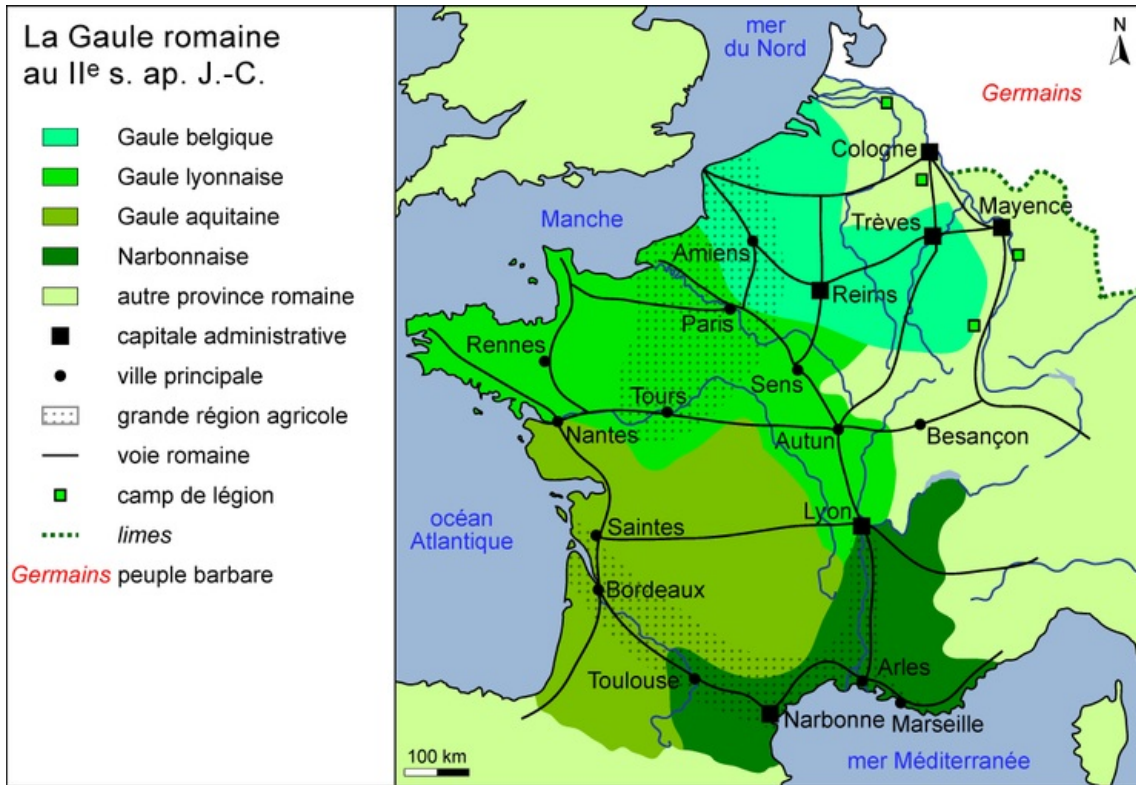 La Gaule romaine
au IIᵉ s. ap. J.-C.
Gaule belgique
Gaule lyonnaise
Gaule aquitaine
Narbonnaise
autre province romaine
capitale administrative
ville principale
grande région agricole
voie romaine
camp de légion
limes
Germains peuple barbare
mer
du Nord
N
Germains
Cologne
Manche
Trèves
Mayence
Amiens
Reims
Paris
Rennes
Sens
Tours
Nantes
Autun
Besançon
océan
Atlantique
Lyon
Saintes
Bordeaux
Toulouse
Arles
Narbonne
Marseille
100 km
mer Méditerranée